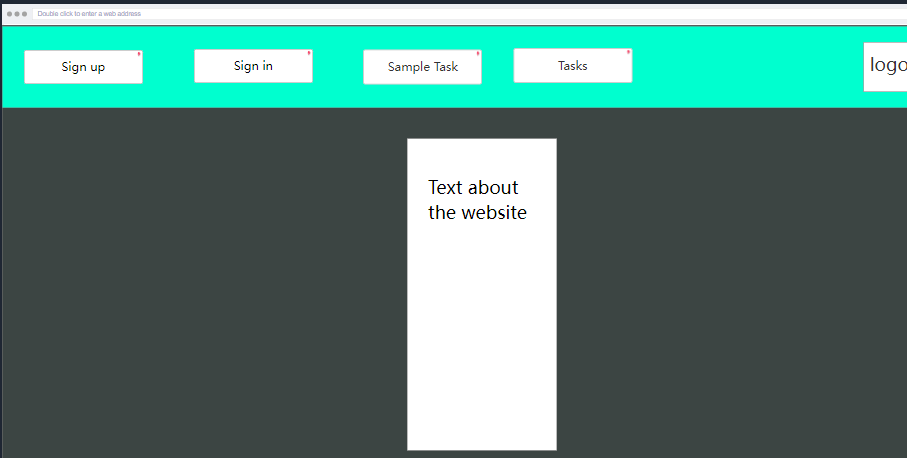 Double click to enter a web address
Sign up
Sign in
Sample Task
Tasks
logo
Text about
the website